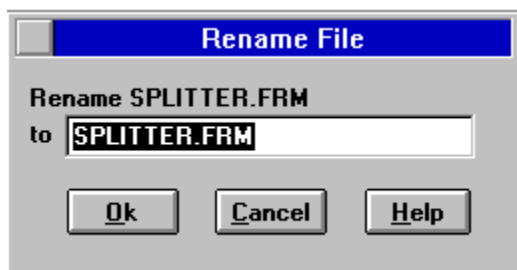 Rename File
Rename SPLITTER.FRM
to SPLITTER.FRM
Ok Cancel Help